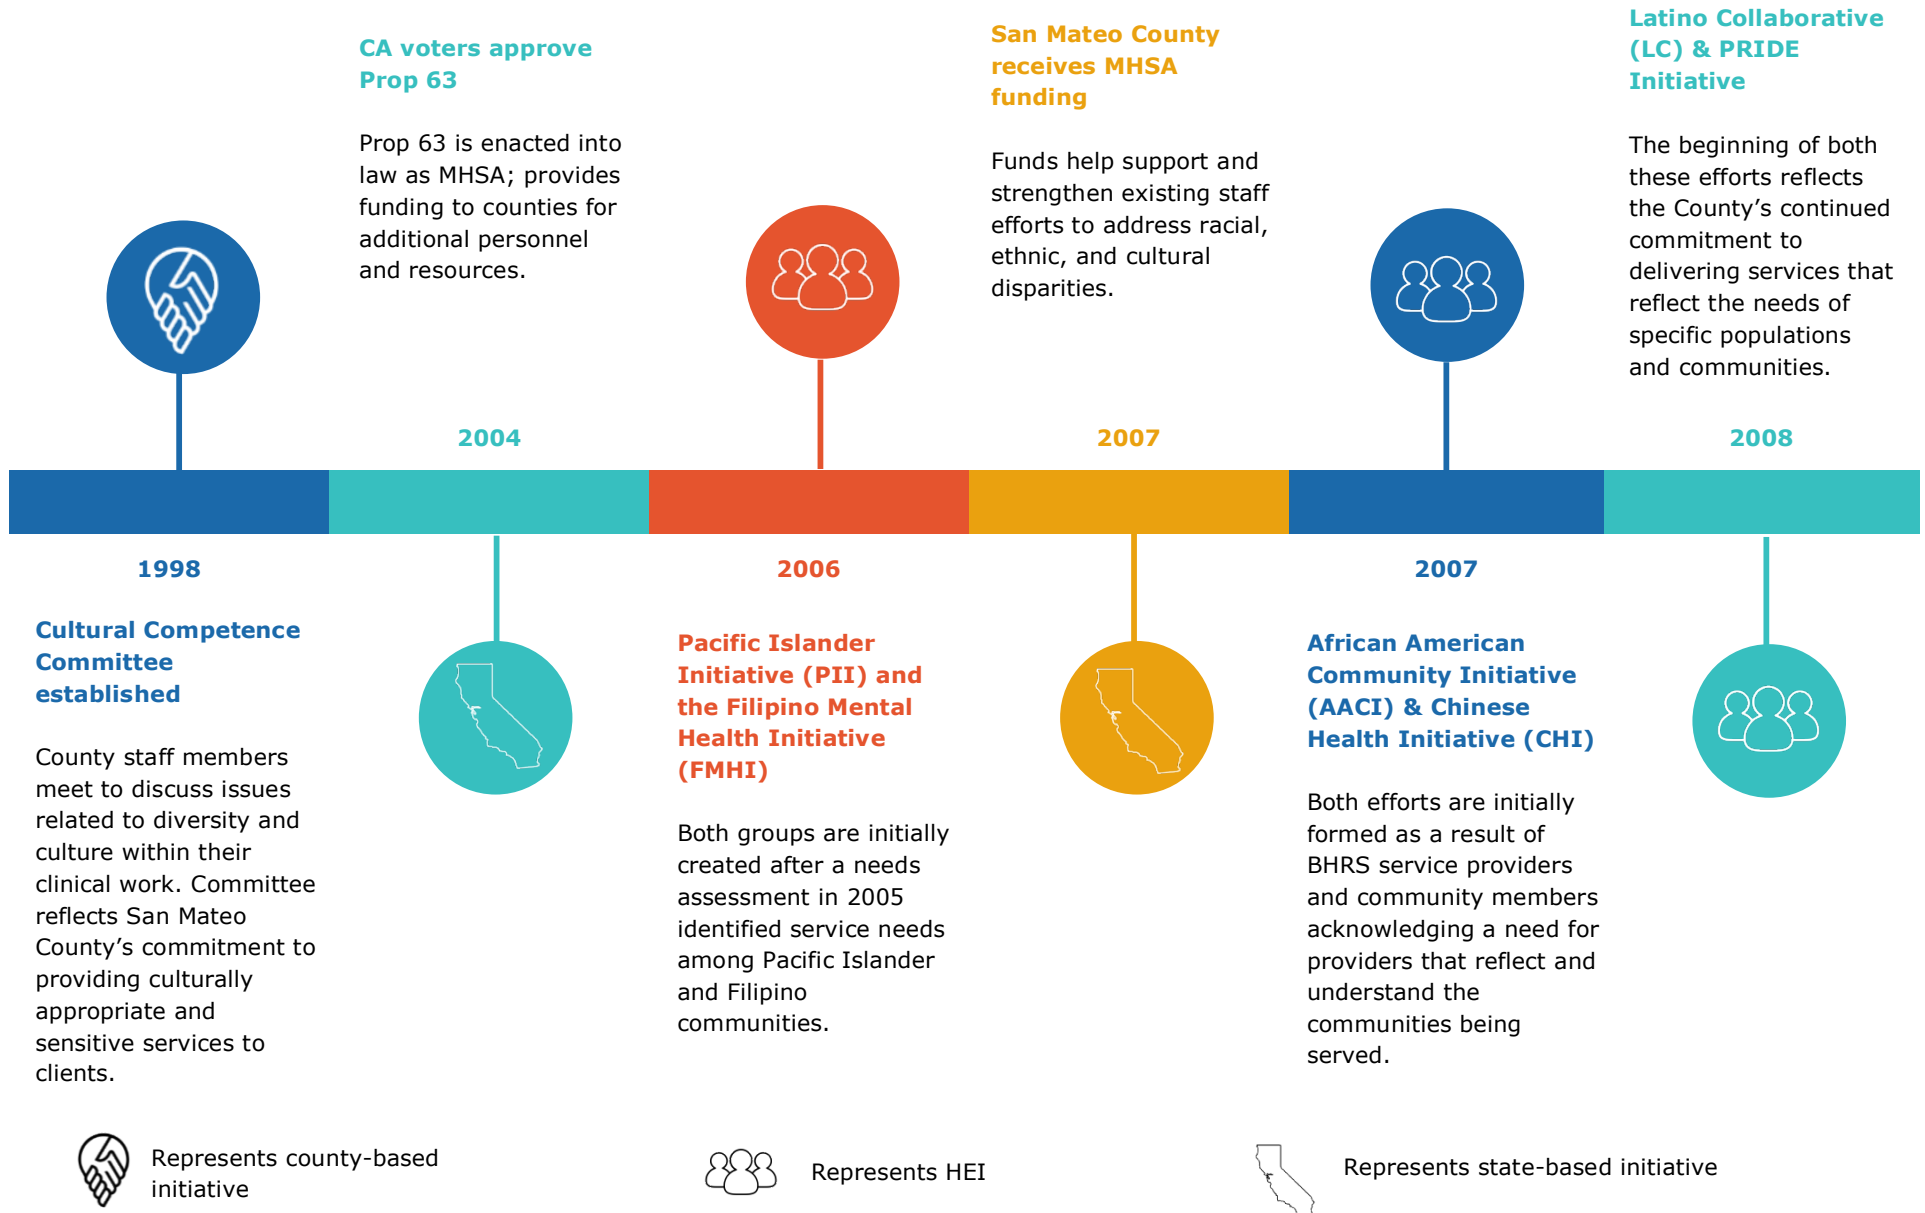 CA voters approve
Prop 63
Prop 63 is enacted into
law as MHSA; provides
funding to counties for
additional personnel
and resources.
San Mateo County
receives MHSA
funding
Funds help support and
strengthen existing staff
efforts to address racial,
ethnic, and cultural
disparities.
Latino Collaborative
(LC) & PRIDE
Initiative
The beginning of both
these efforts reflects
the County’s continued
commitment to
delivering services that
reflect the needs of
specific populations
and communities.
2004
2007
2008
1998
Cultural Competence
Committee
established
County staff members
meet to discuss issues
related to diversity and
culture within their
clinical work. Committee
reflects San Mateo
County’s commitment to
providing culturally
appropriate and
sensitive services to
clients.
2006
Pacific Islander
Initiative (PII) and
the Filipino Mental
Health Initiative
(FMHI)
Both groups are initially
created after a needs
assessment in 2005
identified service needs
among Pacific Islander
and Filipino
communities.
2007
African American
Community Initiative
(AACI) & Chinese
Health Initiative (CHI)
Both efforts are initially
formed as a result of
BHRS service providers
and community members
acknowledging a need for
providers that reflect and
understand the
communities being
served.
Represents county-based
initiative
Represents HEI
Represents state-based initiative